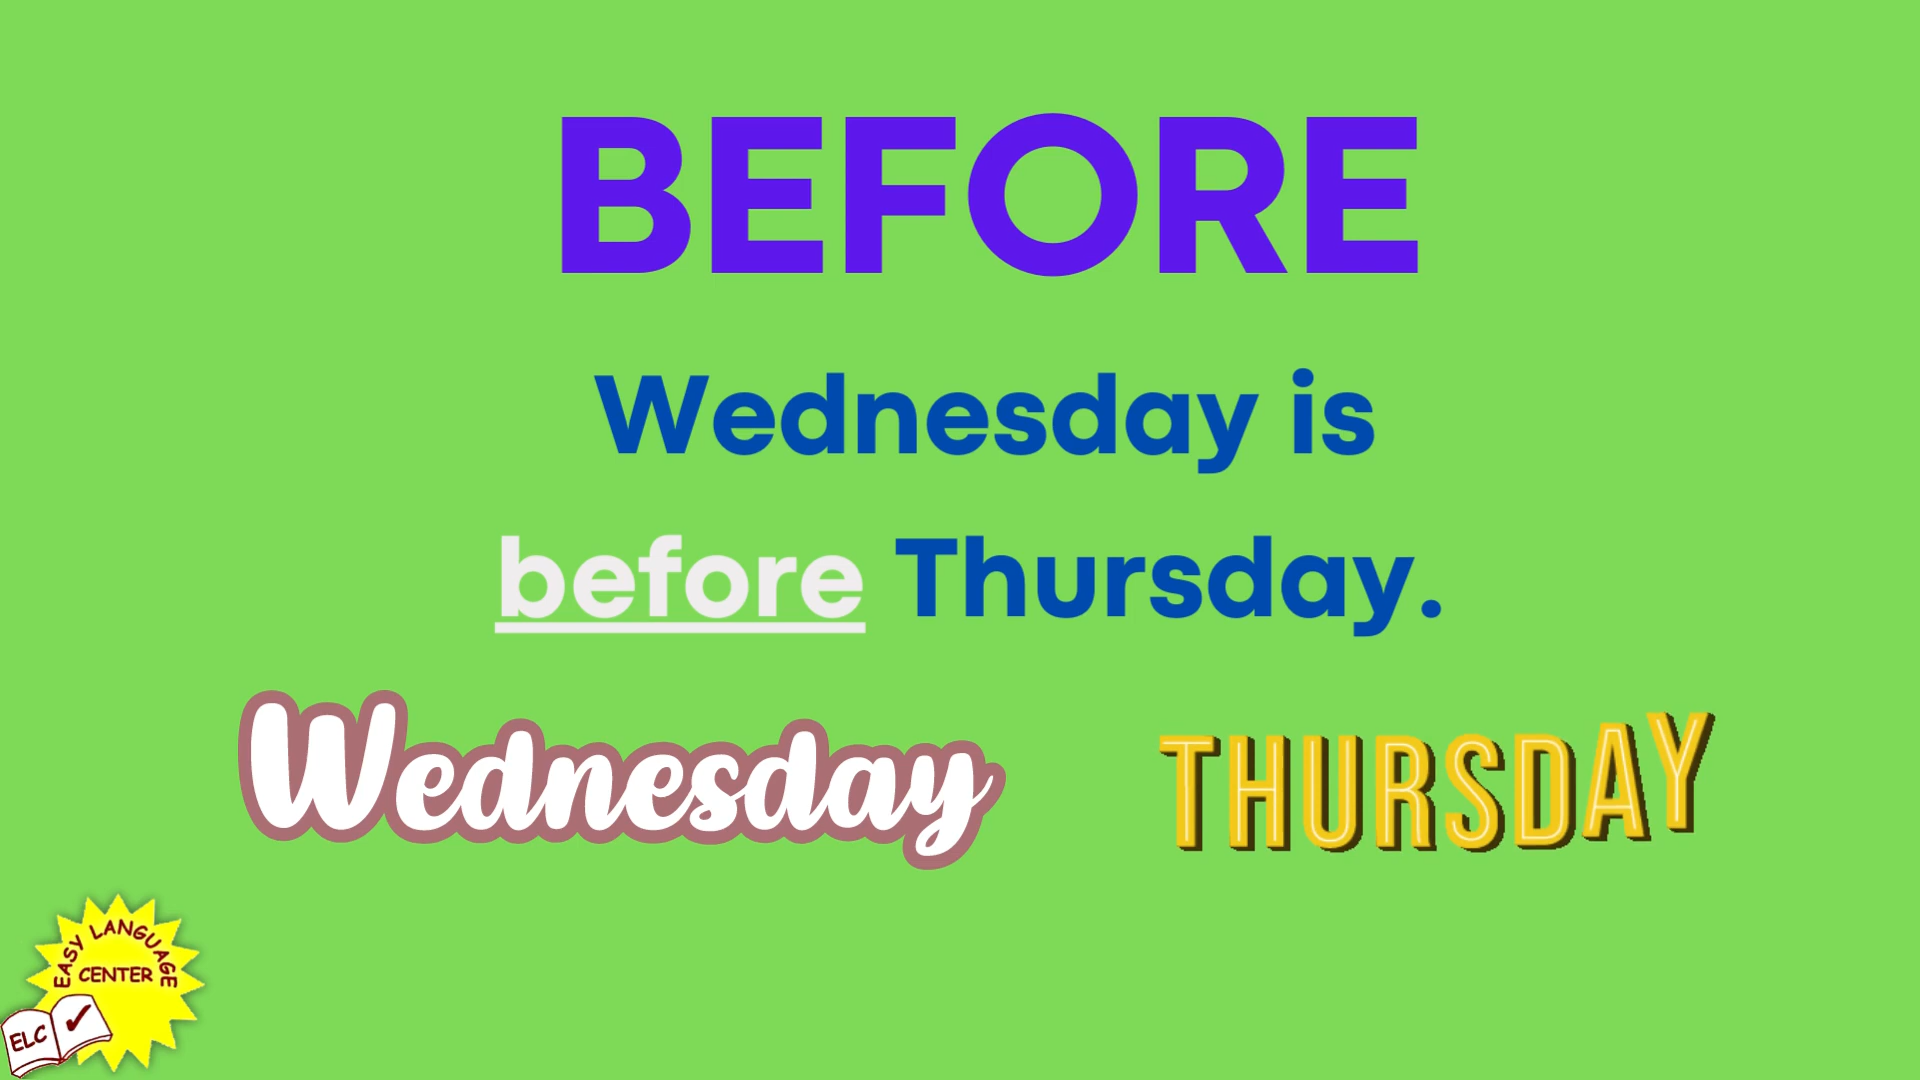 BEFORE
Wednesday is
before Thursday.
Wednesday THURSDAY
EASY LANGUAGE
CENTER
ELC